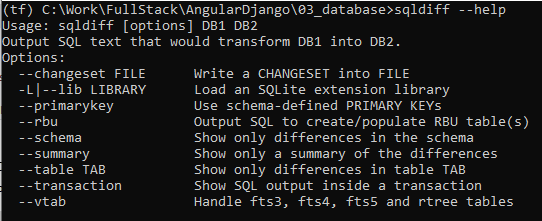 (tf) C:\Work\FullStack\AngularDjango\03_database>sqldiff --help
Usage: sqldiff [options] DB1 DB2
Output SQL text that would transform DB1 into DB2.
Options:
  --changeset FILE      Write a CHANGESET into FILE
  -L|--lib LIBRARY      Load an SQLite extension library
  --primarykey          Use schema-defined PRIMARY KEYs
  --rbu                 Output SQL to create/populate RBU table(s)
  --schema              Show only differences in the schema
  --summary             Show only a summary of the differences
  --table TAB           Show only differences in table TAB
  --transaction         Show SQL output inside a transaction
  --vtab                Handle fts3, fts4, fts5 and rtree tables